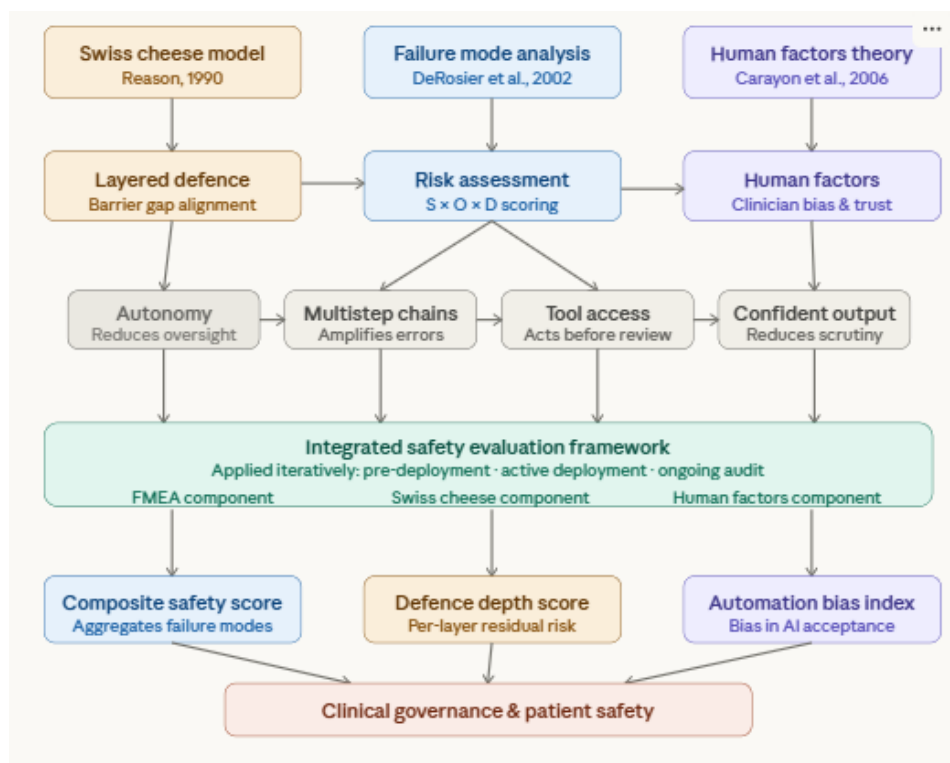 Swiss cheese model
Reason, 1990
Failure mode analysis
DeRosier et al., 2002
Human factors theory
Carayon et al., 2006
Layered defence
Barrier gap alignment
Risk assessment
S × O × D scoring
Human factors
Clinician bias & trust
Autonomy
Reduces oversight
Multistep chains
Amplifies errors
Tool access
Acts before review
Confident output
Reduces scrutiny
Integrated safety evaluation framework
Applied iteratively: pre-deployment · active deployment · ongoing audit
FMEA component
Swiss cheese component
Human factors component
Composite safety score
Aggregates failure modes
Defence depth score
Per-layer residual risk
Automation bias index
Bias in AI acceptance
Clinical governance & patient safety